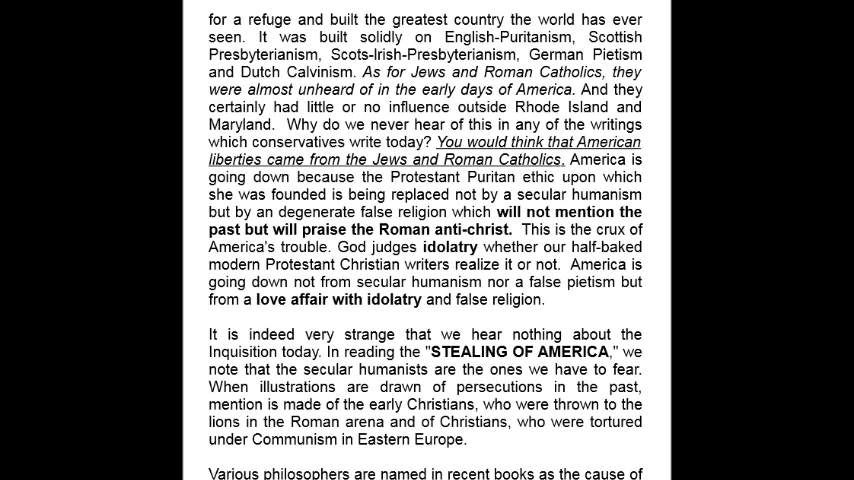 for a refuge and built the greatest country the world has ever
seen. It was built solidly on English-Puritanism, Scottish
Presbyterianism, Scots-Irish-Presbyterianism, German Pietism
and Dutch Calvinism. As for Jews and Roman Catholics, they
were almost unheard of in the early days of America. And they
certainly had little or no influence outside Rhode Island and
Maryland. Why do we never hear of this in any of the writings
which conservatives write today? You would think that American
liberties came from the Jews and Roman Catholics. America is
going down because the Protestant Puritan ethic upon which
she was founded is being replaced not by a secular humanism
but by an degenerate false religion which will not mention the
past but will praise the Roman anti-christ. This is the crux of
America's trouble. God judges idolatry whether our half-baked
modern Protestant Christian writers realize it or not. America is
going down not from secular humanism nor a false pietism but
from a love affair with idolatry and false religion.
It is indeed very strange that we hear nothing about the
Inquisition today. In reading the "STEALING OF AMERICA," we
note that the secular humanists are the ones we have to fear.
When illustrations are drawn of persecutions in the past,
mention is made of the early Christians, who were thrown to the
lions in the Roman arena and of Christians, who were tortured
under Communism in Eastern Europe.
Various philosophers are named in recent books as the cause of